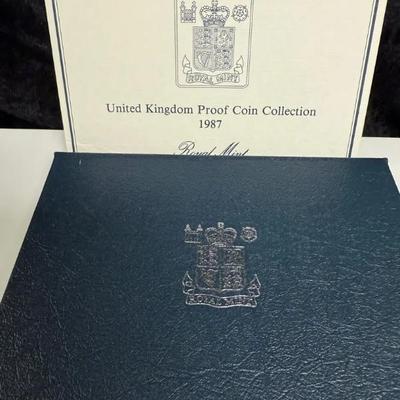 ROYAL MINT
United Kingdom Proof Coin Collection
1987
Royal Mint
ROYAL MINT